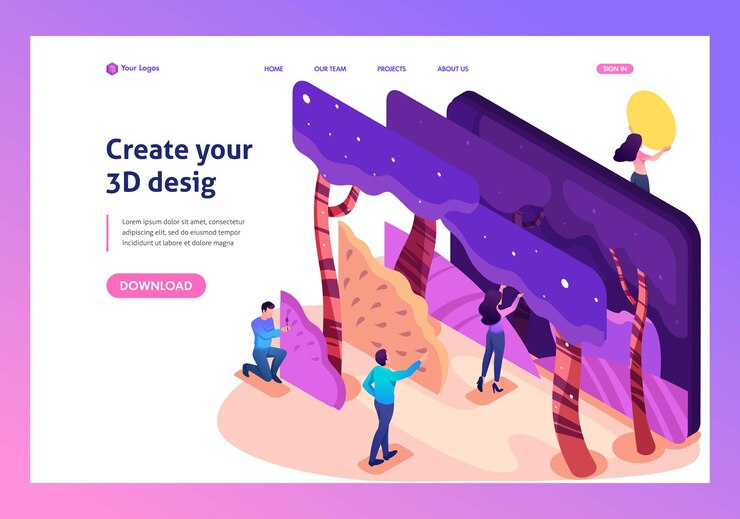 Your Logos
HOME
OUR TEAM
PROJECTS
ABOUT US
SIGN IN
Create your
3D desig
Lorem ipsum dolor sit amet, consectetur
adipiscing elit, sed do eiusmod tempor
incididunt ut labore et dolore magna
DOWNLOAD